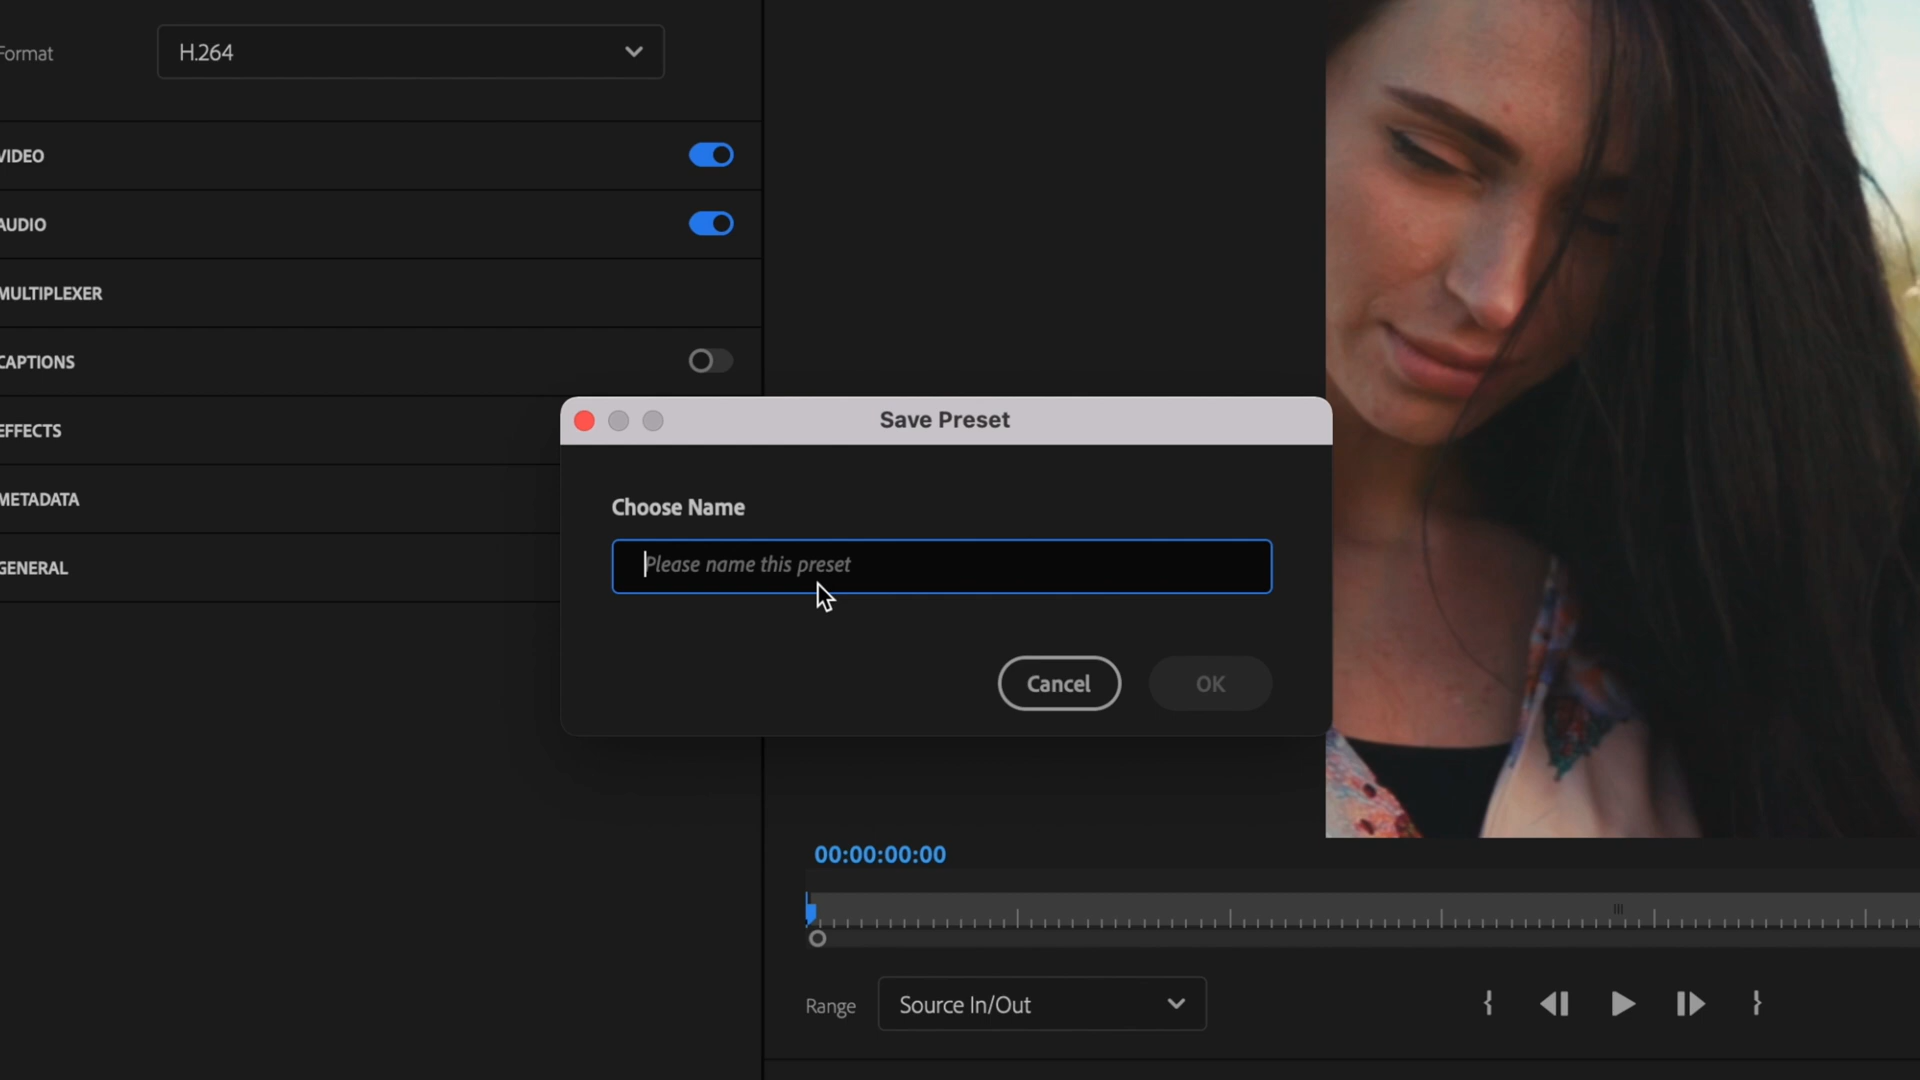 Format
H.264
VIDEO
AUDIO
MULTIPLEXER
CAPTIONS
EFFECTS
METADATA
GENERAL
Save Preset
Choose Name
Please name this preset
Cancel
OK
00:00:00:00
Range
Source In/Out